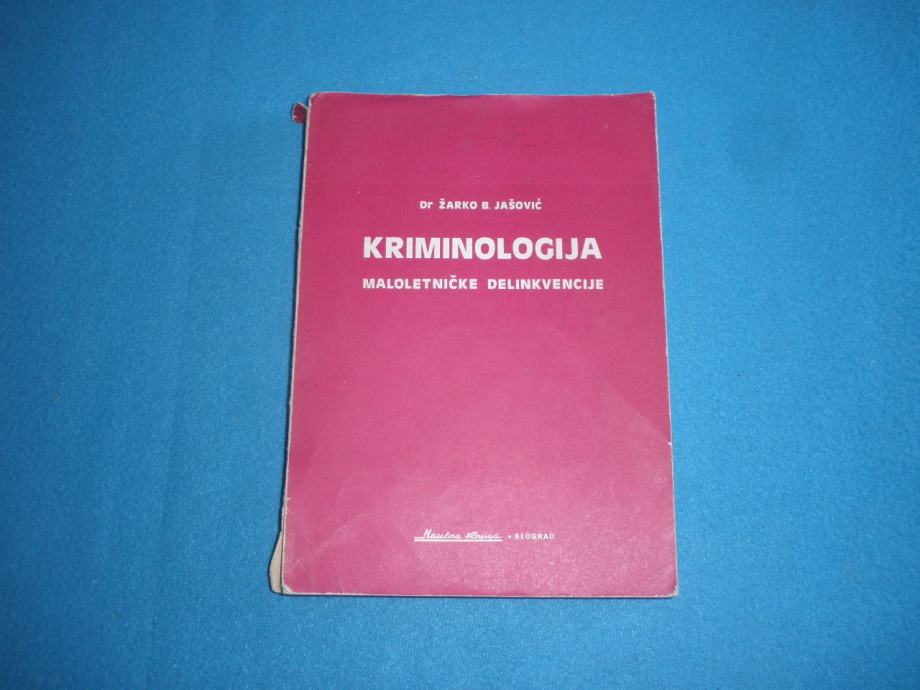 Dr ŽARKO B. JAŠOVIĆ
KRIMINOLOGIJA
MALOLETNIČKE DELINKVENCIJE
Naučna Knjiga • BEOGRAD